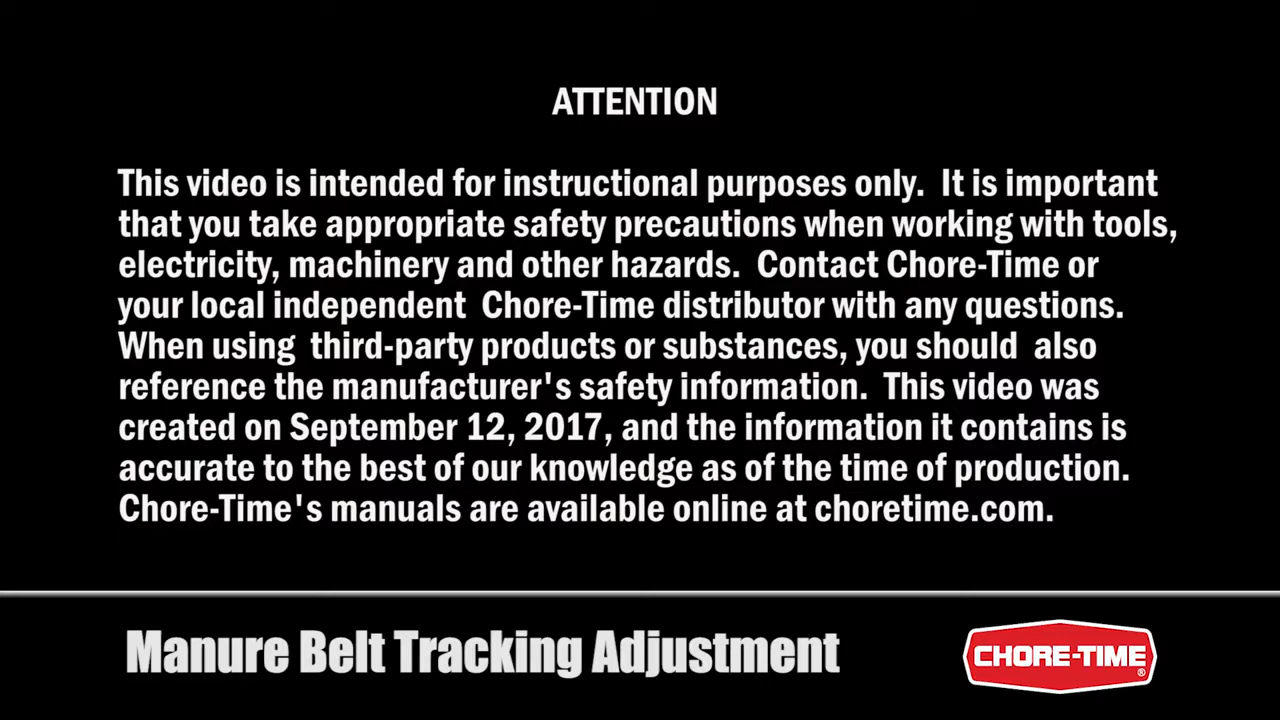 ATTENTION
This video is intended for instructional purposes only.  It is important
that you take appropriate safety precautions when working with tools,
electricity, machinery and other hazards.  Contact Chore-Time or
your local independent  Chore-Time distributor with any questions.
When using  third-party products or substances, you should  also
reference the manufacturer's safety information.  This video was
created on September 12, 2017, and the information it contains is
accurate to the best of our knowledge as of the time of production.
Chore-Time's manuals are available online at choretime.com.
Manure Belt Tracking Adjustment
CHORE-TIME®